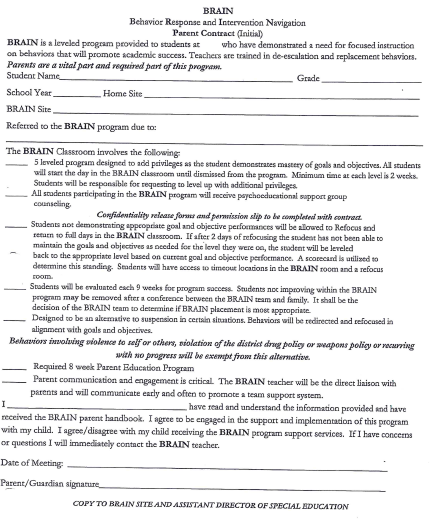 BRAIN
Behavior Response and Intervention Navigation
Parent Contract (Initial)
BRAIN is a leveled program provided to students at who have demonstrated a need for focused instruction
on behaviors that will promote academic success. Teachers are trained in de-escalation and replacement behaviors.
Parents are a vital part and required part of this program.
Student Name____ Grade ____
School Year ____ Home Site ____
BRAIN Site ____
Referred to the BRAIN program due to:
The BRAIN Classroom involves the following:
____ 5 leveled program designed to add privileges as the student demonstrates mastery of goals and objectives. All students
will start the day in the BRAIN classroom until dismissed from the program. Minimum time at each level is 2 weeks.
Students will be responsible for requesting to level up with additional privileges.
____ All students participating in the BRAIN program will receive psychoeducational support group
counseling.
Confidentiality release forms and permission slip to be completed with contract.
____ Students not demonstrating appropriate goal and objective performances will be allowed to Refocus and
return to full days in the BRAIN classroom. If after 2 days of refocusing the student has not been able to
maintain the goals and objectives as needed for the level they were on, the student will be leveled
back to the appropriate level based on current goal and objective performance. A scorecard is utilized to
determine this standing. Students will have access to timeout locations in the BRAIN room and a refocus
room.
____ Students will be evaluated each 9 weeks for program success. Students not improving within the BRAIN
program may be removed after a conference between the BRAIN team and family. It shall be the
decision of the BRAIN team to determine if BRAIN placement is most appropriate.
____ Designed to be an alternative to suspension in certain situations. Behaviors will be redirected and refocused in
alignment with goals and objectives.
Behaviors involving violence to self or others, violation of the district drug policy or weapons policy or recurring
with no progress will be exempt from this alternative.
____ Required 8 week Parent Education Program
____ Parent communication and engagement is critical. The BRAIN teacher will be the direct liaison with
parents and will communicate early and often to promote a team support system.
I ____ have read and understand the information provided and have
received the BRAIN parent handbook. I agree to be engaged in the support and implementation of this program
with my child. I agree/disagree with my child receiving the BRAIN program support services. If I have concerns
or questions I will immediately contact the BRAIN teacher.
Date of Meeting: ____
Parent/Guardian signature____
COPY TO BRAIN SITE AND ASSISTANT DIRECTOR OF SPECIAL EDUCATION